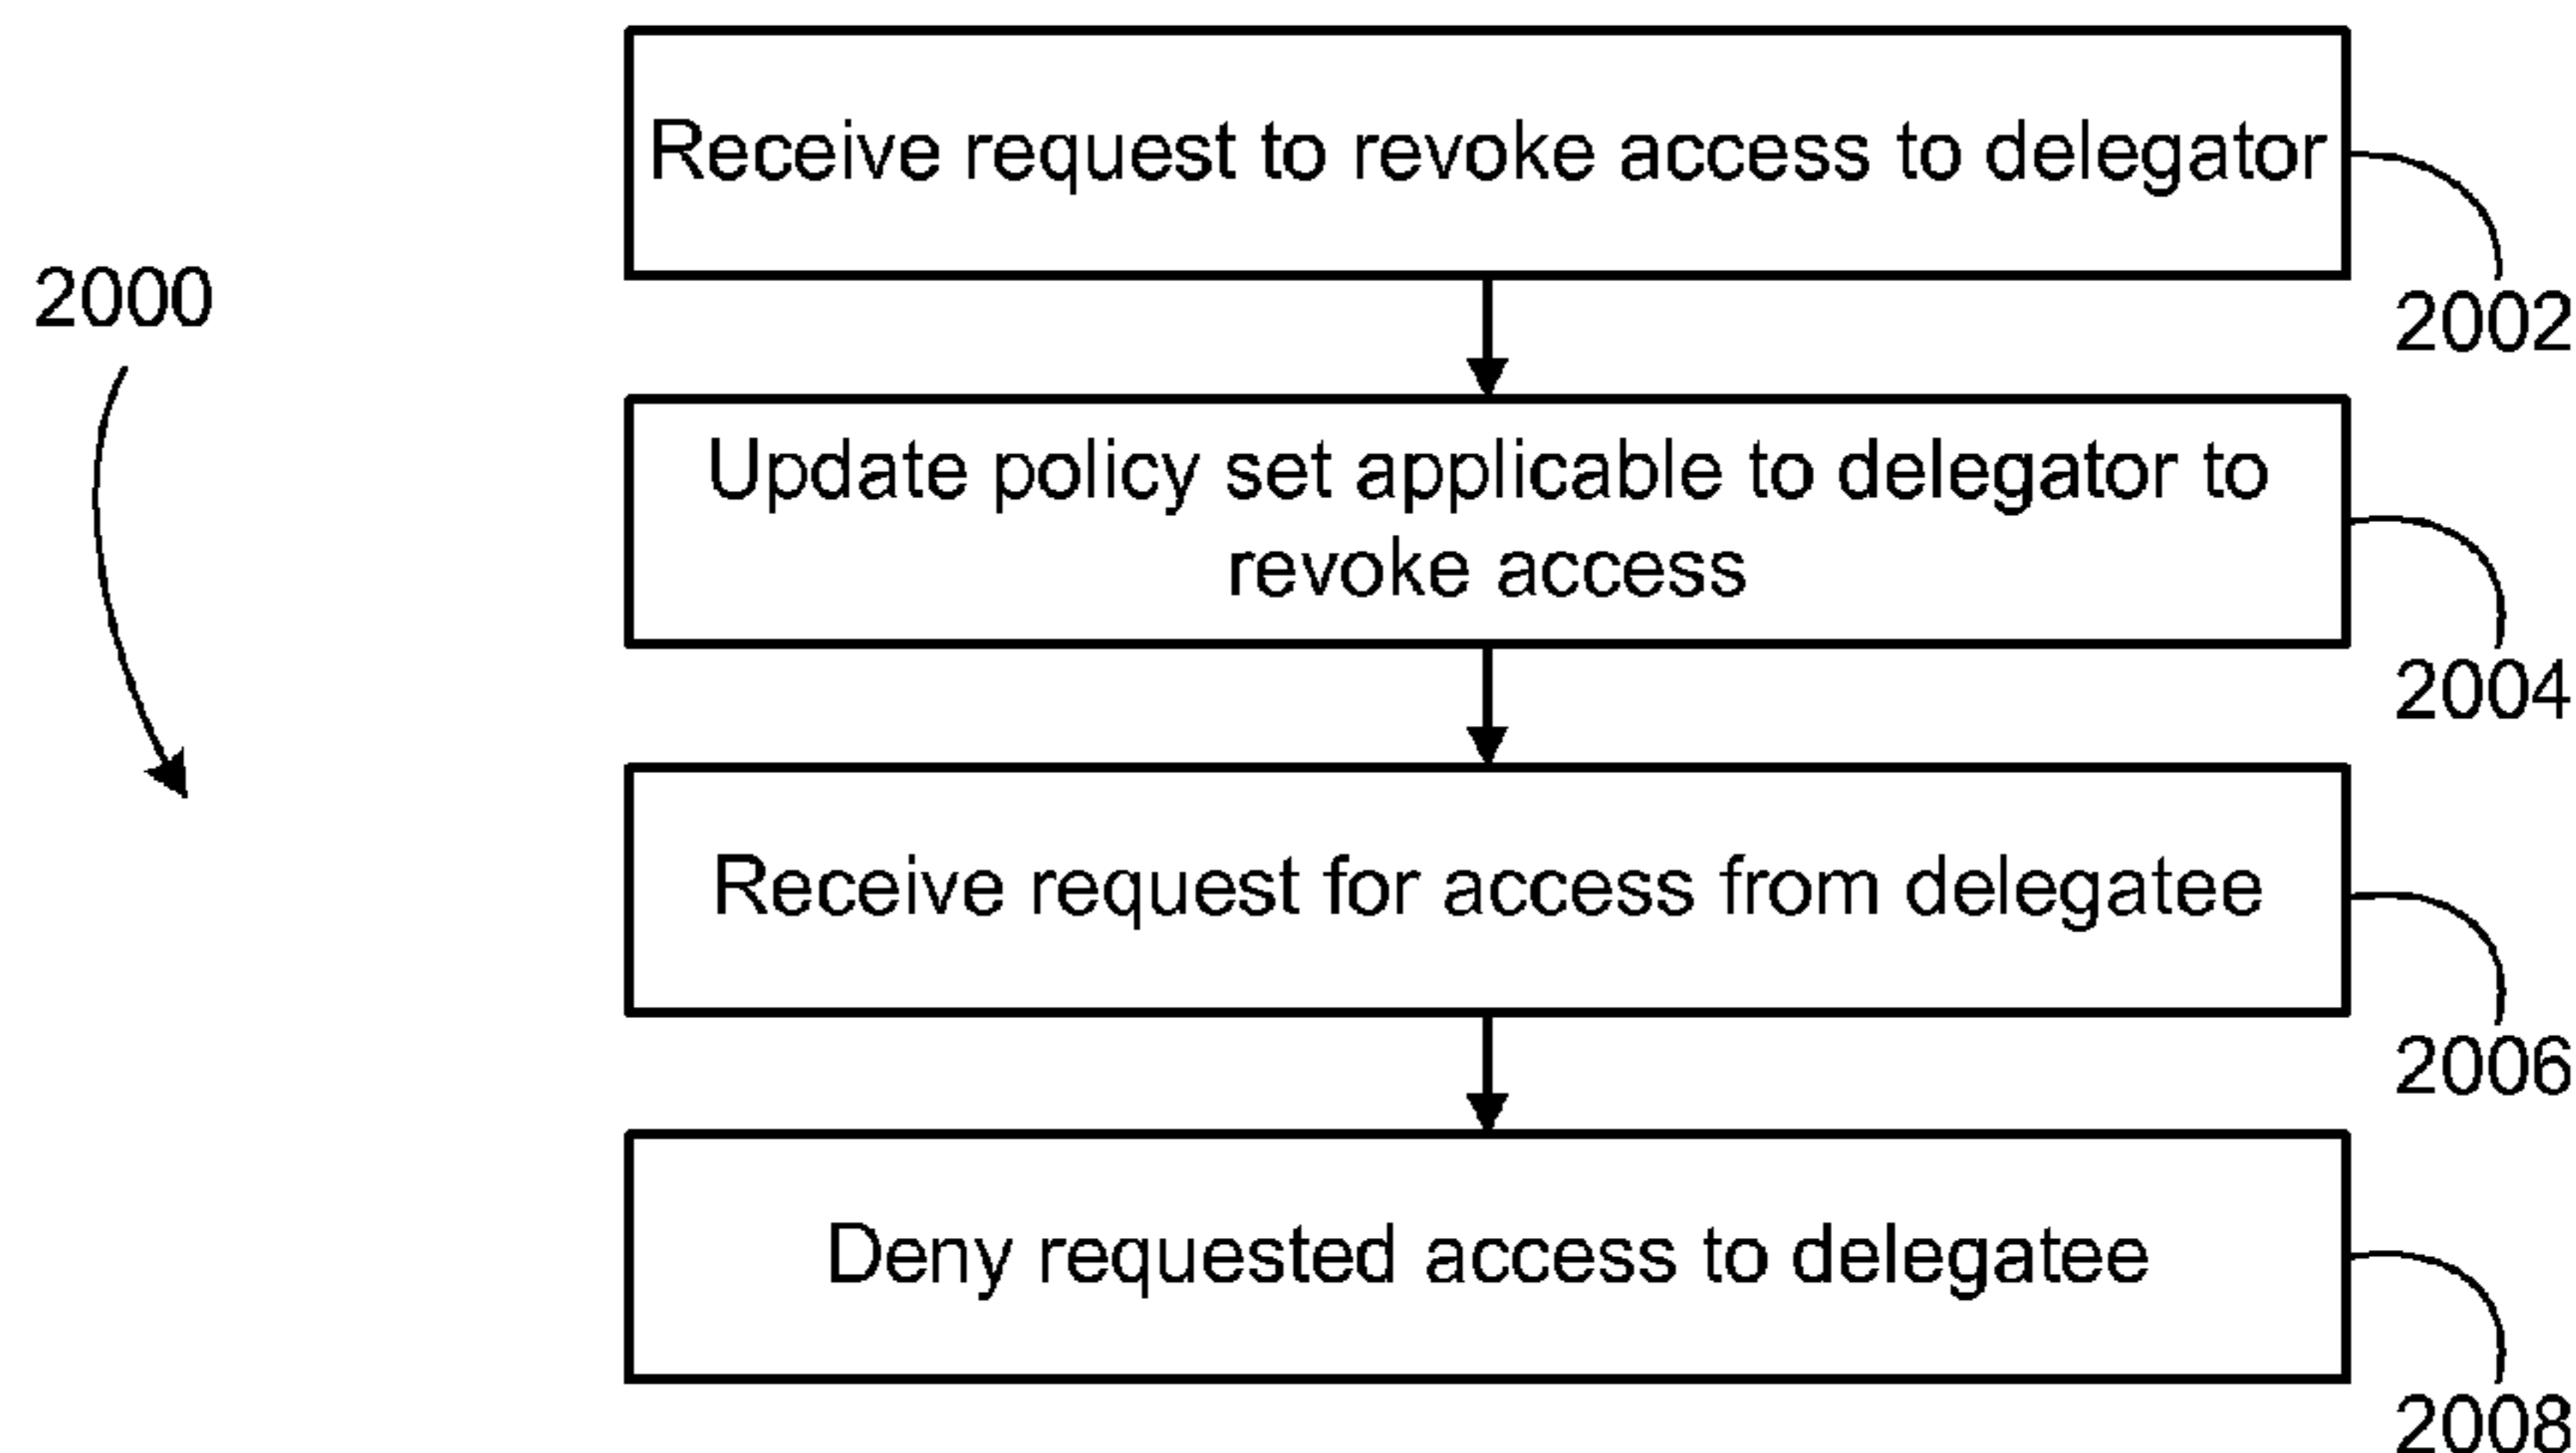 Receive request to revoke access to delegator
2000
2002
Update policy set applicable to delegator to
revoke access
2004
Receive request for access from delegatee
2006
Deny requested access to delegatee
2008